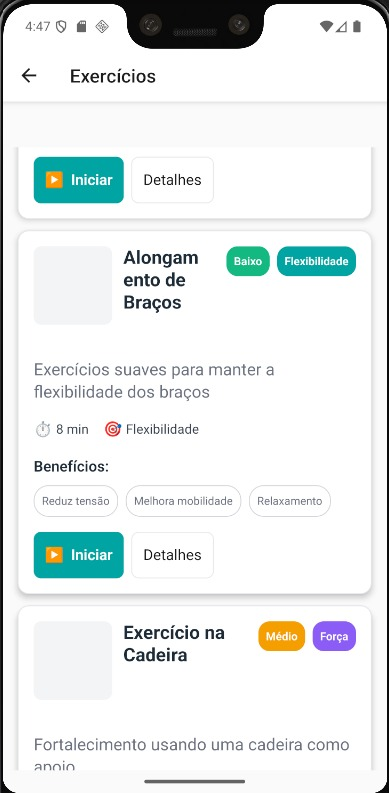 4:47
Exercícios
Iniciar
Detalhes
Alongam
ento de
Braços
Baixo
Flexibilidade
Exercícios suaves para manter a
flexibilidade dos braços
8 min
Flexibilidade
Benefícios:
Reduz tensão
Melhora mobilidade
Relaxamento
Iniciar
Detalhes
Exercício na
Cadeira
Médio
Força
Fortalecimento usando uma cadeira como
apoio